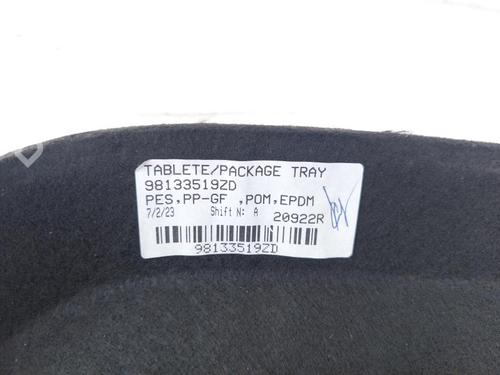 TABLETE/PACKAGE TRAY
98133519ZD
PES,PP-GF ,POM,EPDM
7/2/23 Shift N: A 20922R
98133519ZD